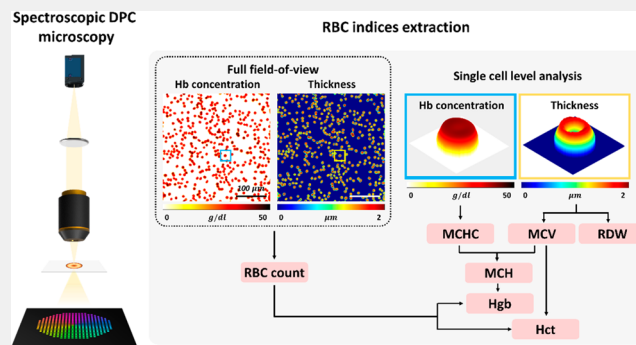 Spectroscopic DPC
microscopy
RBC indices extraction
Full field-of-view
Hb concentration
Thickness
100 μm
0
g/dl
50
0
μm
2
Single cell level analysis
Hb concentration
Thickness
0
g/dl
50
0
μm
2
MCHC
MCV
RDW
RBC count
MCH
Hgb
Hct